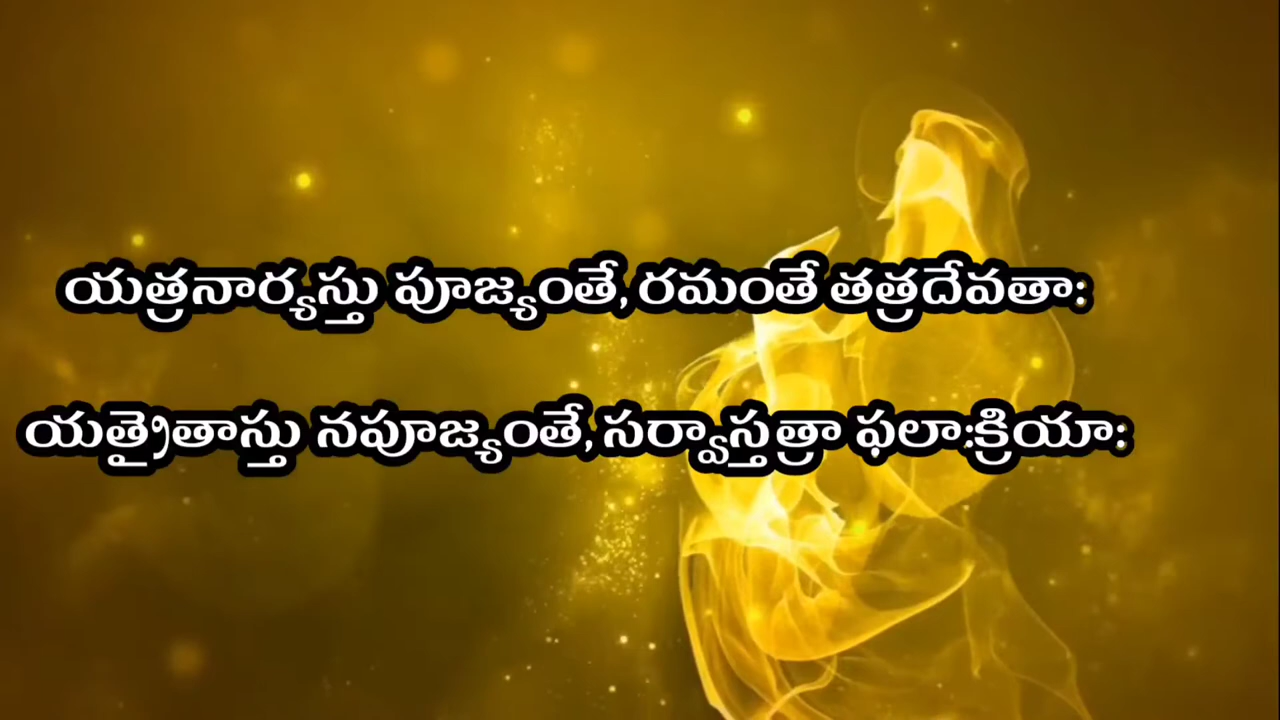 యత్రనార్యస్తు పూజ్యంతే, రమంతే తత్రదేవతా:
యత్రైతాస్తు నపూజ్యంతే, సర్వాస్తత్రా ఫలా:క్రియా: